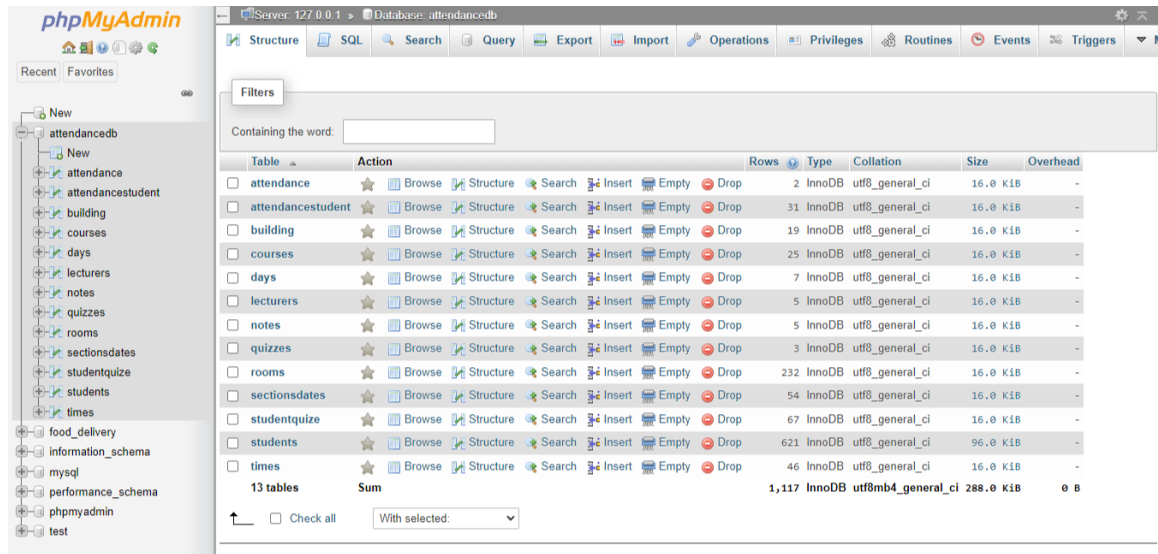 phpMyAdmin
Recent Favorites
New
attendancedb
New
attendance
attendancestudent
building
courses
days
lecturers
notes
quizzes
rooms
sectionsdates
studentquize
students
times
food_delivery
information_schema
mysql
performance_schema
phpmyadmin
test
Server: 127.0.0.1 » Database: attendancedb
Structure SQL Search Query Export Import Operations Privileges Routines Events Triggers
Filters
Containing the word:
Table Action Rows Type Collation Size Overhead
attendance Browse Structure Search Insert Empty Drop 2 InnoDB utf8_general_ci 16.0 KiB -
attendancestudent Browse Structure Search Insert Empty Drop 31 InnoDB utf8_general_ci 16.0 KiB -
building Browse Structure Search Insert Empty Drop 19 InnoDB utf8_general_ci 16.0 KiB -
courses Browse Structure Search Insert Empty Drop 25 InnoDB utf8_general_ci 16.0 KiB -
days Browse Structure Search Insert Empty Drop 7 InnoDB utf8_general_ci 16.0 KiB -
lecturers Browse Structure Search Insert Empty Drop 5 InnoDB utf8_general_ci 16.0 KiB -
notes Browse Structure Search Insert Empty Drop 5 InnoDB utf8_general_ci 16.0 KiB -
quizzes Browse Structure Search Insert Empty Drop 3 InnoDB utf8_general_ci 16.0 KiB -
rooms Browse Structure Search Insert Empty Drop 232 InnoDB utf8_general_ci 16.0 KiB -
sectionsdates Browse Structure Search Insert Empty Drop 54 InnoDB utf8_general_ci 16.0 KiB -
studentquize Browse Structure Search Insert Empty Drop 67 InnoDB utf8_general_ci 16.0 KiB -
students Browse Structure Search Insert Empty Drop 621 InnoDB utf8_general_ci 96.0 KiB -
times Browse Structure Search Insert Empty Drop 46 InnoDB utf8_general_ci 16.0 KiB -
13 tables Sum 1,117 InnoDB utf8mb4_general_ci 288.0 KiB 0 B
Check all With selected: